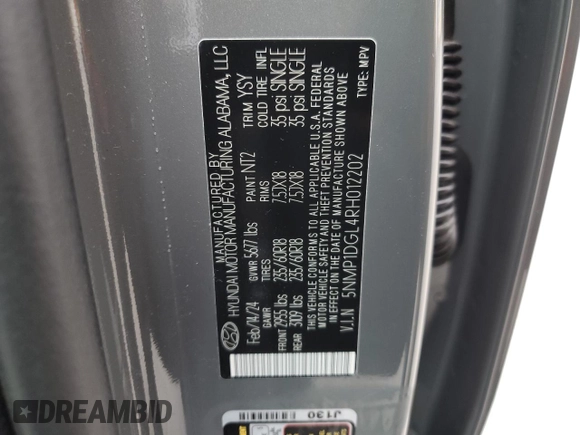 MANUFACTURED BY
HYUNDAI MOTOR MANUFACTURING ALABAMA, LLC
Feb/14/24 GVWR 5677 lbs PAINT NT2 TRIM YSY
GAWR TIRES RIMS COLD TIRE INFL
FRONT 2955 lbs 235/60R18 7.5JX18 35 psi SINGLE
REAR 3109 lbs 235/60R18 7.5JX18 35 psi SINGLE
THIS VEHICLE CONFORMS TO ALL APPLICABLE U.S.A. FEDERAL
MOTOR VEHICLE SAFETY AND THEFT PREVENTION STANDARDS
IN EFFECT ON THE DATE OF MANUFACTURE SHOWN ABOVE
V.I.N 5NMP1DGL4RH012202 TYPE: MPV
J130
DREAMBID